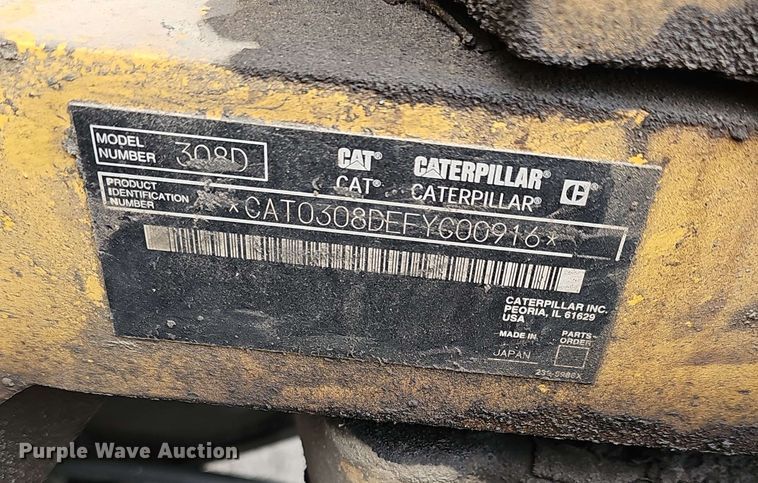 MODEL NUMBER 308D
CAT CATERPILLAR
CAT® CATERPILLAR®
PRODUCT IDENTIFICATION NUMBER *CAT0308DEFYC00916*
CATERPILLAR INC.
PEORIA, IL 61629
USA
MADE IN PARTS-ORDER
JAPAN
Purple Wave Auction